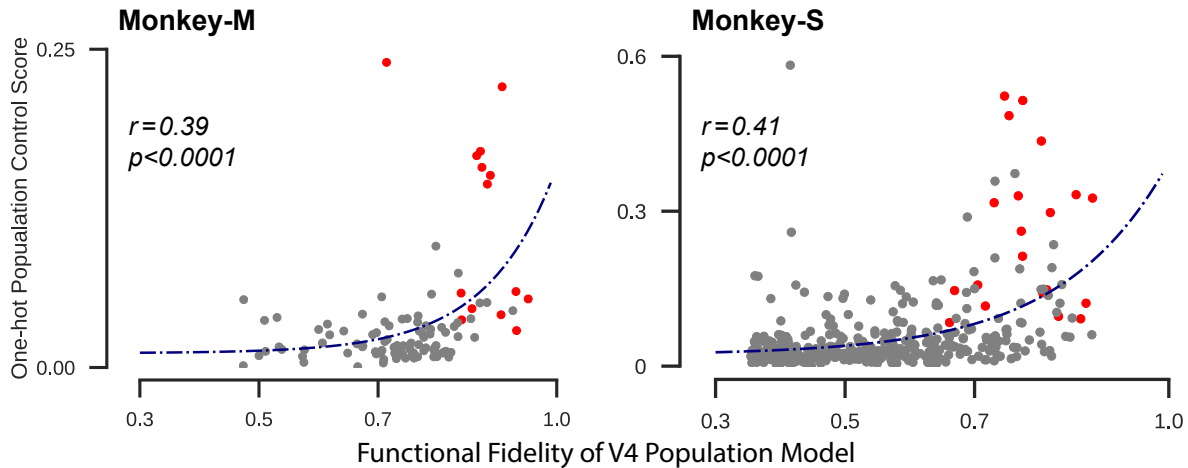 Monkey-M
Monkey-S
One-hot Popualation Control Score
0.25
0.00
r=0.39
p<0.0001
0.3
0.5
0.7
1.0
0.6
0.3
0
r=0.41
p<0.0001
0.3
0.5
0.7
1.0
Functional Fidelity of V4 Population Model